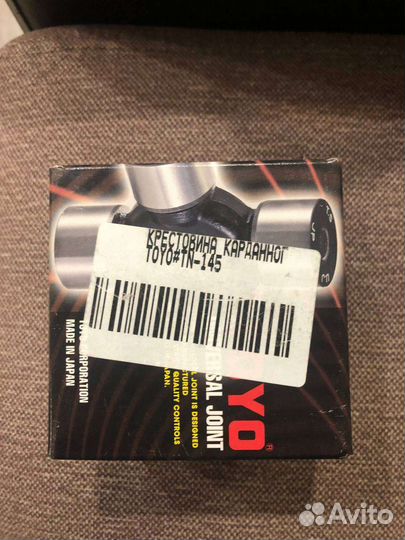 КРЕСТОВИНА КАРДАННОГ
TOYO#TN-145
CORPORATION
MADE IN JAPAN
YO®
SAL JOINT
JOINT IS DESIGNED
QUALITY CONTROLS
JAPAN.
Avito